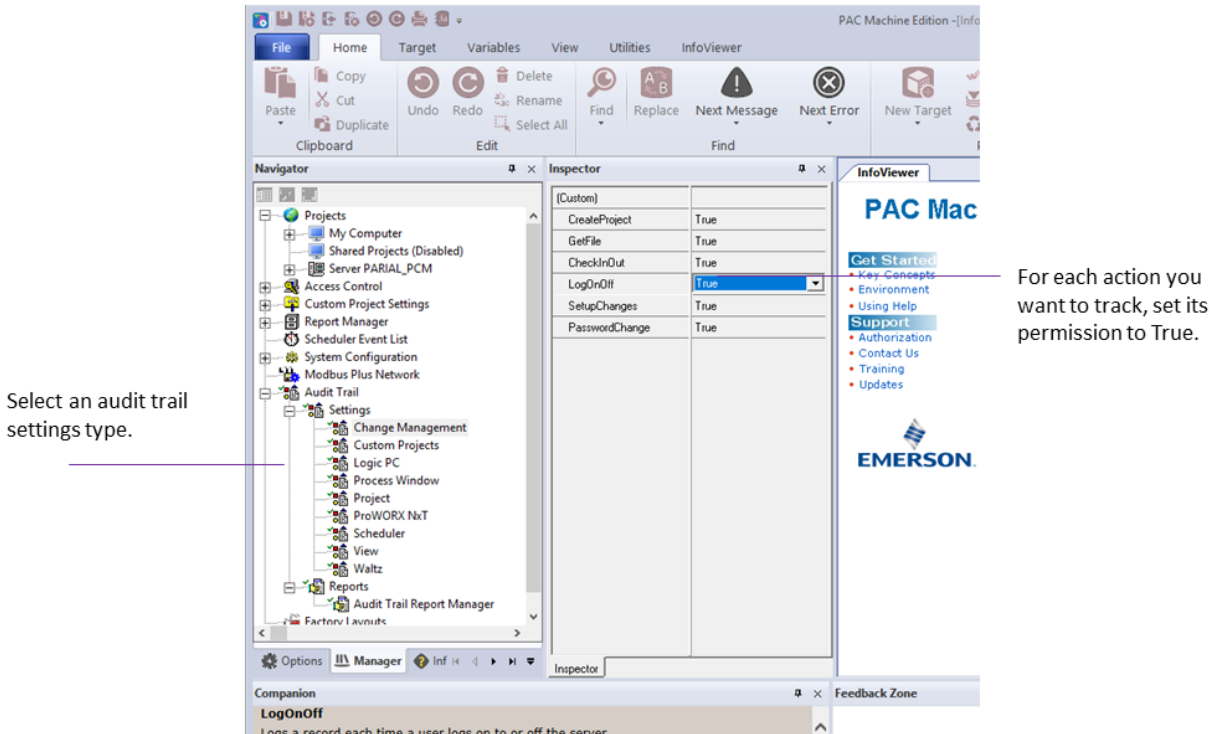 PAC Machine Edition -[Info
File
Home
Target
Variables
View
Utilities
InfoViewer
Paste
Copy
Cut
Duplicate
Clipboard
Undo
Redo
Delete
Rename
Select All
Edit
Find
Replace
Next Message
Next Error
Find
New Target
Navigator
Projects
My Computer
Shared Projects (Disabled)
Server PARIAL_PCM
Access Control
Custom Project Settings
Report Manager
Scheduler Event List
System Configuration
Modbus Plus Network
Audit Trail
Settings
Change Management
Custom Projects
Logic PC
Process Window
Project
ProWORX NxT
Scheduler
View
Waltz
Reports
Audit Trail Report Manager
Factory Layouts
Options
Manager
Inf
Inspector
(Custom)
CreateProject True
GetFile True
CheckInOut True
LogOnOff True
SetupChanges True
PasswordChange True
Inspector
InfoViewer
PAC Mac
Get Started
Key Concepts
Environment
Using Help
Support
Authorization
Contact Us
Training
Updates
EMERSON.
Companion
LogOnOff
Logs a record each time a user logs on to or off the server.
Feedback Zone
Select an audit trail
settings type.
For each action you
want to track, set its
permission to True.